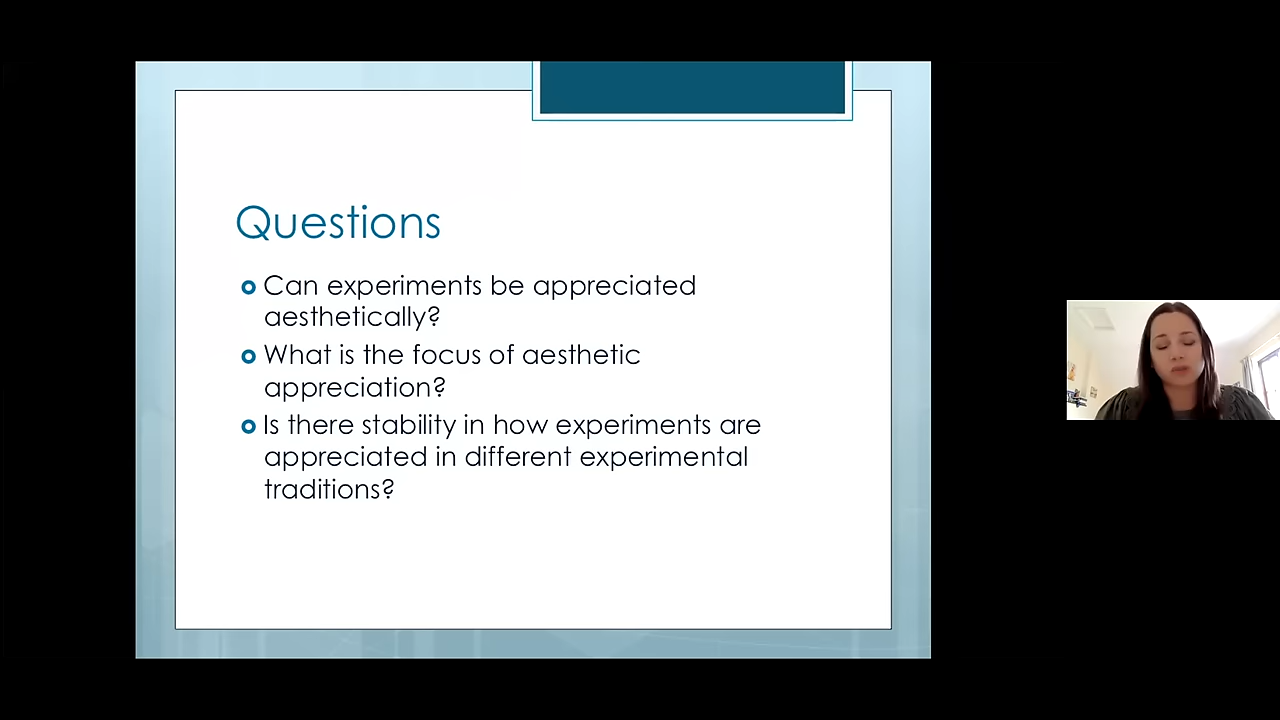 Questions
Can experiments be appreciated
aesthetically?
What is the focus of aesthetic
appreciation?
Is there stability in how experiments are
appreciated in different experimental
traditions?